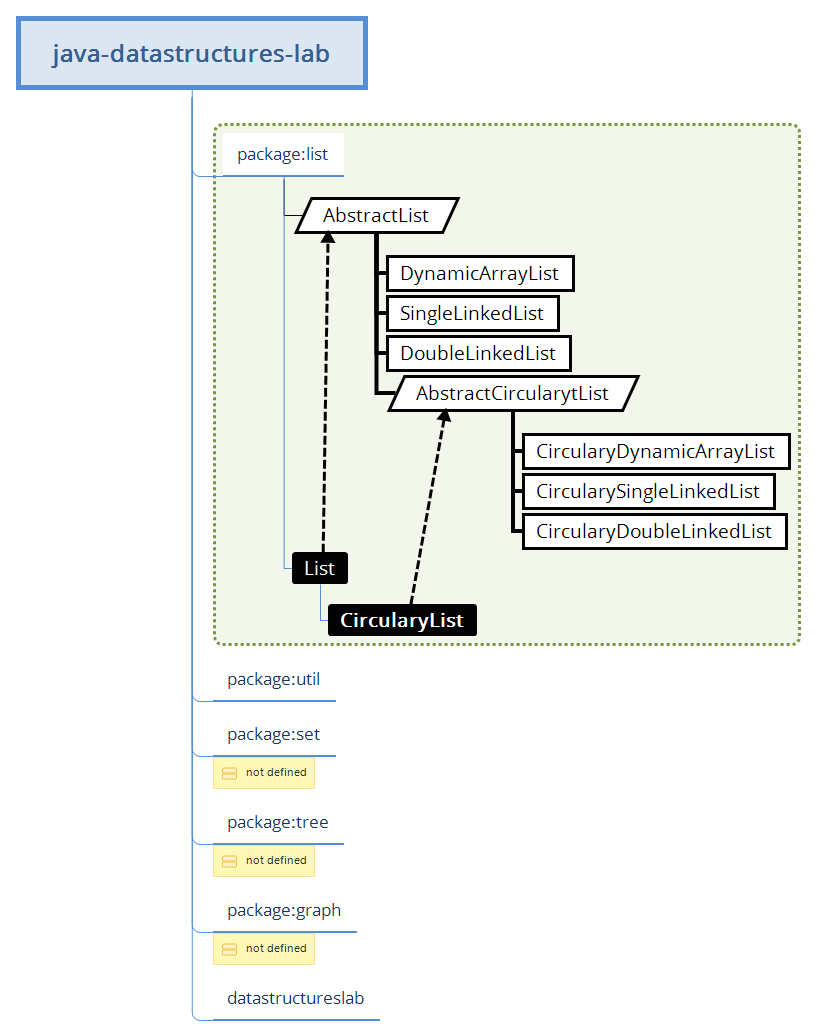 java-datastructures-lab
package:list
AbstractList
DynamicArrayList
SingleLinkedList
DoubleLinkedList
AbstractCircularytList
CircularyDynamicArrayList
CircularySingleLinkedList
CircularyDoubleLinkedList
List
CircularyList
package:util
package:set
not defined
package:tree
not defined
package:graph
not defined
datastructureslab